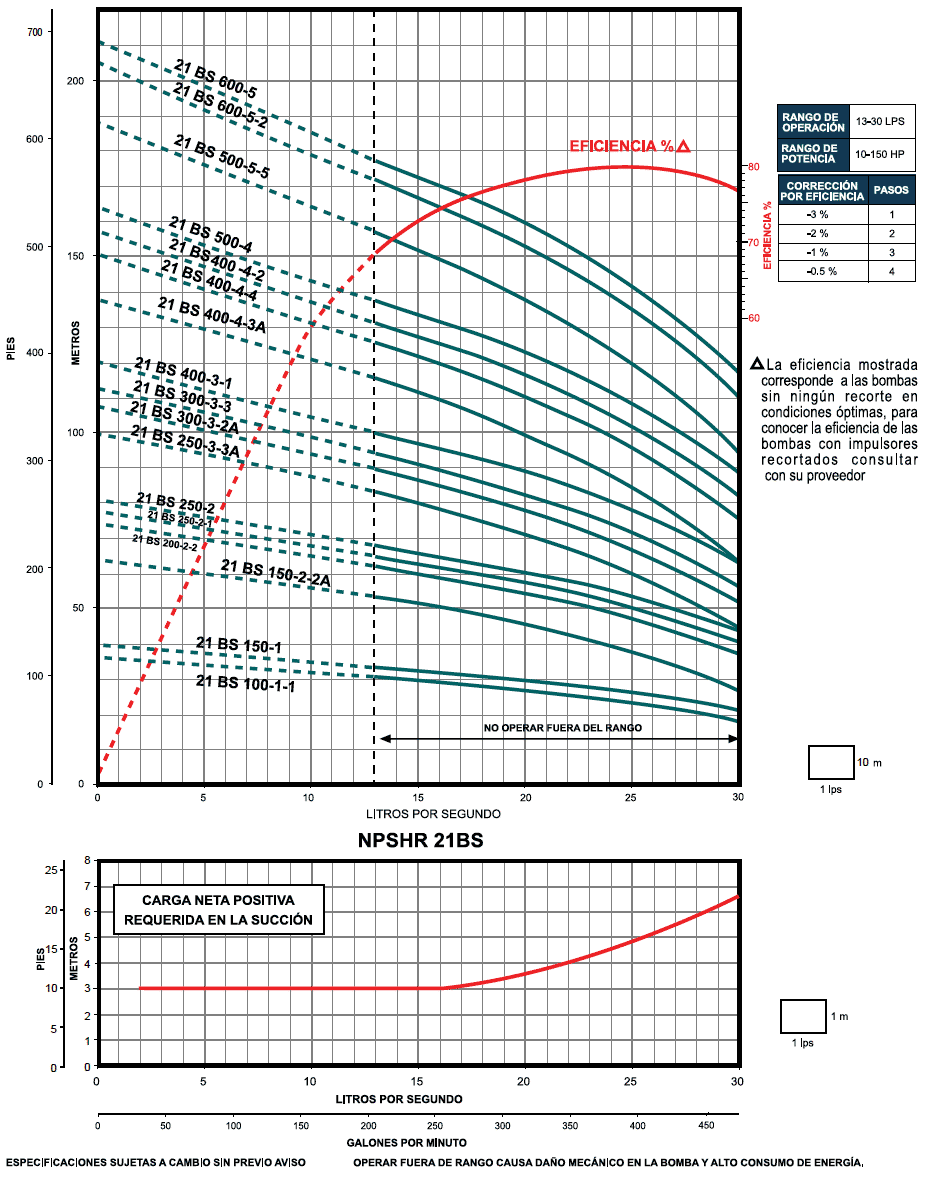 700
600
500
400
300
200
100
0
PIES
200
150
100
50
0
METROS
21 BS 600-5
21 BS 600-5-2
21 BS 500-5-5
21 BS 500-4
21 BS400 -4-2
21 BS 400-4-4
21 BS 400-4-3A
21 BS 400-3-1
21 BS 300-3-3
21 BS 300-3-2A
21 BS 250-3-3A
21 BS 250-2
21 BS 250-2-1
21 BS 200-2-2
21 BS 150-2-2A
21 BS 150-1
21 BS 100-1-1
EFICIENCIA %Δ
80
70
60
EFICIENCIA %
NO OPERAR FUERA DEL RANGO
0 5 10 15 20 25 30
LITROS POR SEGUNDO
RANGO DE OPERACIÓN 13-30 LPS
RANGO DE POTENCIA 10-150 HP
CORRECCIÓN POR EFICIENCIA PASOS
-3 % 1
-2 % 2
-1 % 3
-0.5 % 4
ΔLa eficiencia mostrada
corresponde a las bombas
sin ningún recorte en
condiciones óptimas, para
conocer la eficiencia de las
bombas con impulsores
recortados consultar
con su proveedor
10 m
1 lps
NPSHR 21BS
25
20
15
10
5
0
PIES
8
7
6
5
4
3
2
1
0
METROS
CARGA NETA POSITIVA
REQUERIDA EN LA SUCCIÓN
1 m
1 lps
0 5 10 15 20 25 30
LITROS POR SEGUNDO
0 50 100 150 200 250 300 350 400 450
GALONES POR MINUTO
ESPECIFICACIONES SUJETAS A CAMBIO SIN PREVIO AVISO OPERAR FUERA DE RANGO CAUSA DAÑO MECÁNICO EN LA BOMBA Y ALTO CONSUMO DE ENERGÍA.